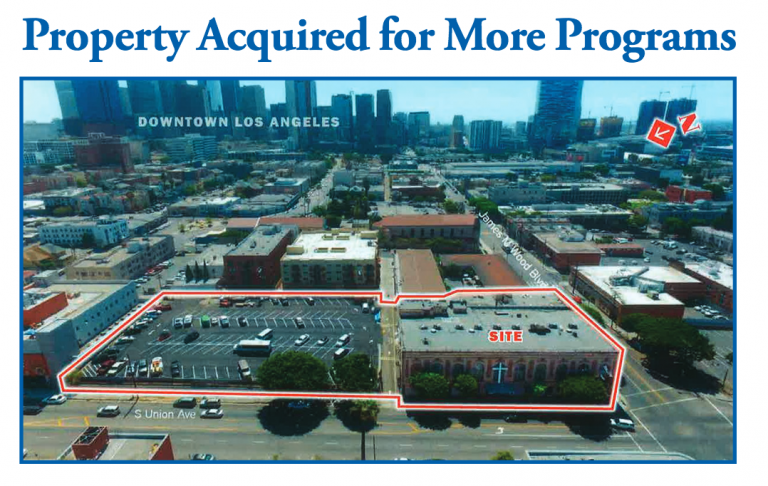 Property Acquired for More Programs
DOWNTOWN LOS ANGELES
N
James M Wood Blvd
SITE
S Union Ave